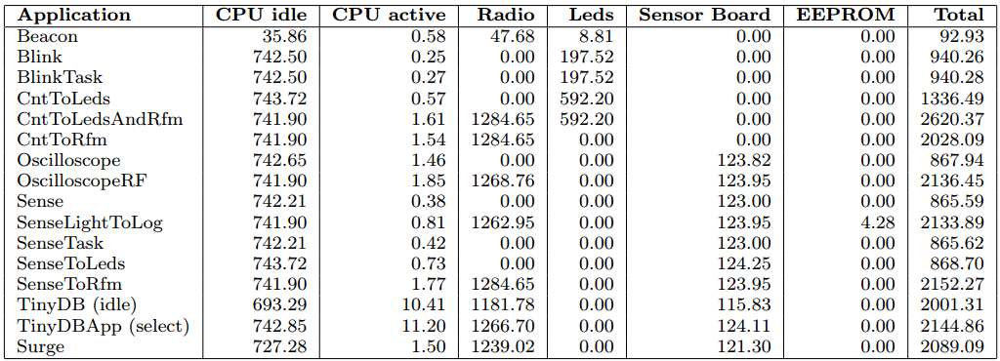 Application CPU idle CPU active Radio Leds Sensor Board EEPROM Total
Beacon 35.86 0.58 47.68 8.81 0.00 0.00 92.93
Blink 742.50 0.25 0.00 197.52 0.00 0.00 940.26
BlinkTask 742.50 0.27 0.00 197.52 0.00 0.00 940.28
CntToLeds 743.72 0.57 0.00 592.20 0.00 0.00 1336.49
CntToLedsAndRfm 741.90 1.61 1284.65 592.20 0.00 0.00 2620.37
CntToRfm 741.90 1.54 1284.65 0.00 0.00 0.00 2028.09
Oscilloscope 742.65 1.46 0.00 0.00 123.82 0.00 867.94
OscilloscopeRF 741.90 1.85 1268.76 0.00 123.95 0.00 2136.45
Sense 742.21 0.38 0.00 0.00 123.00 0.00 865.59
SenseLightToLog 741.90 0.81 1262.95 0.00 123.95 4.28 2133.89
SenseTask 742.21 0.42 0.00 0.00 123.00 0.00 865.62
SenseToLeds 743.72 0.73 0.00 0.00 124.25 0.00 868.70
SenseToRfm 741.90 1.77 1284.65 0.00 123.95 0.00 2152.27
TinyDB (idle) 693.29 10.41 1181.78 0.00 115.83 0.00 2001.31
TinyDBApp (select) 742.85 11.20 1266.70 0.00 124.11 0.00 2144.86
Surge 727.28 1.50 1239.02 0.00 121.30 0.00 2089.09